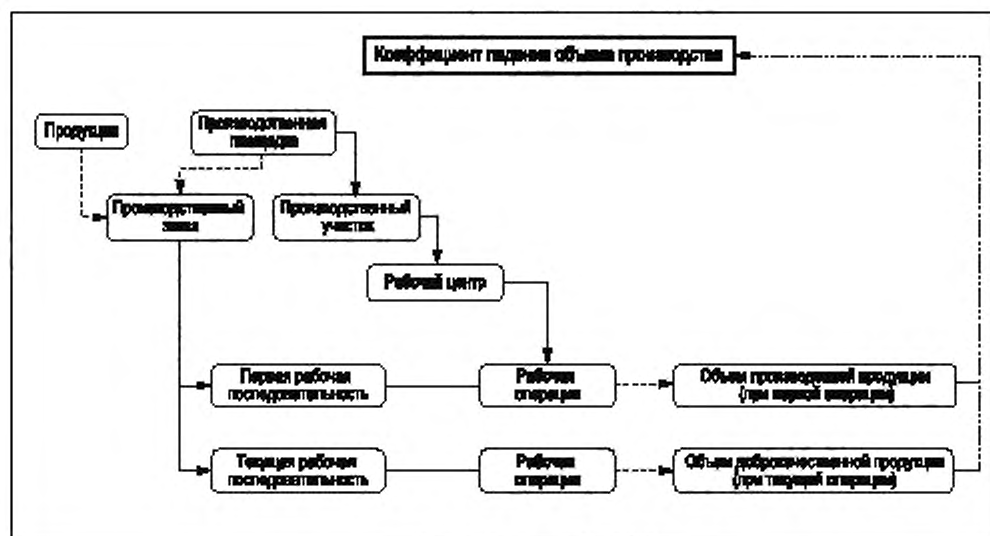 Коэффициент падения объема производства
Производственная
площадка
Продукция
Производственный
заказ
Производственный
участок
Рабочий центр
Первая рабочая
последовательность
Рабочая
операция
Объем произведенной продукции
(при первой операции)
Текущая рабочая
последовательность
Рабочая
операция
Объем доброкачественной продукции
(при текущей операции)